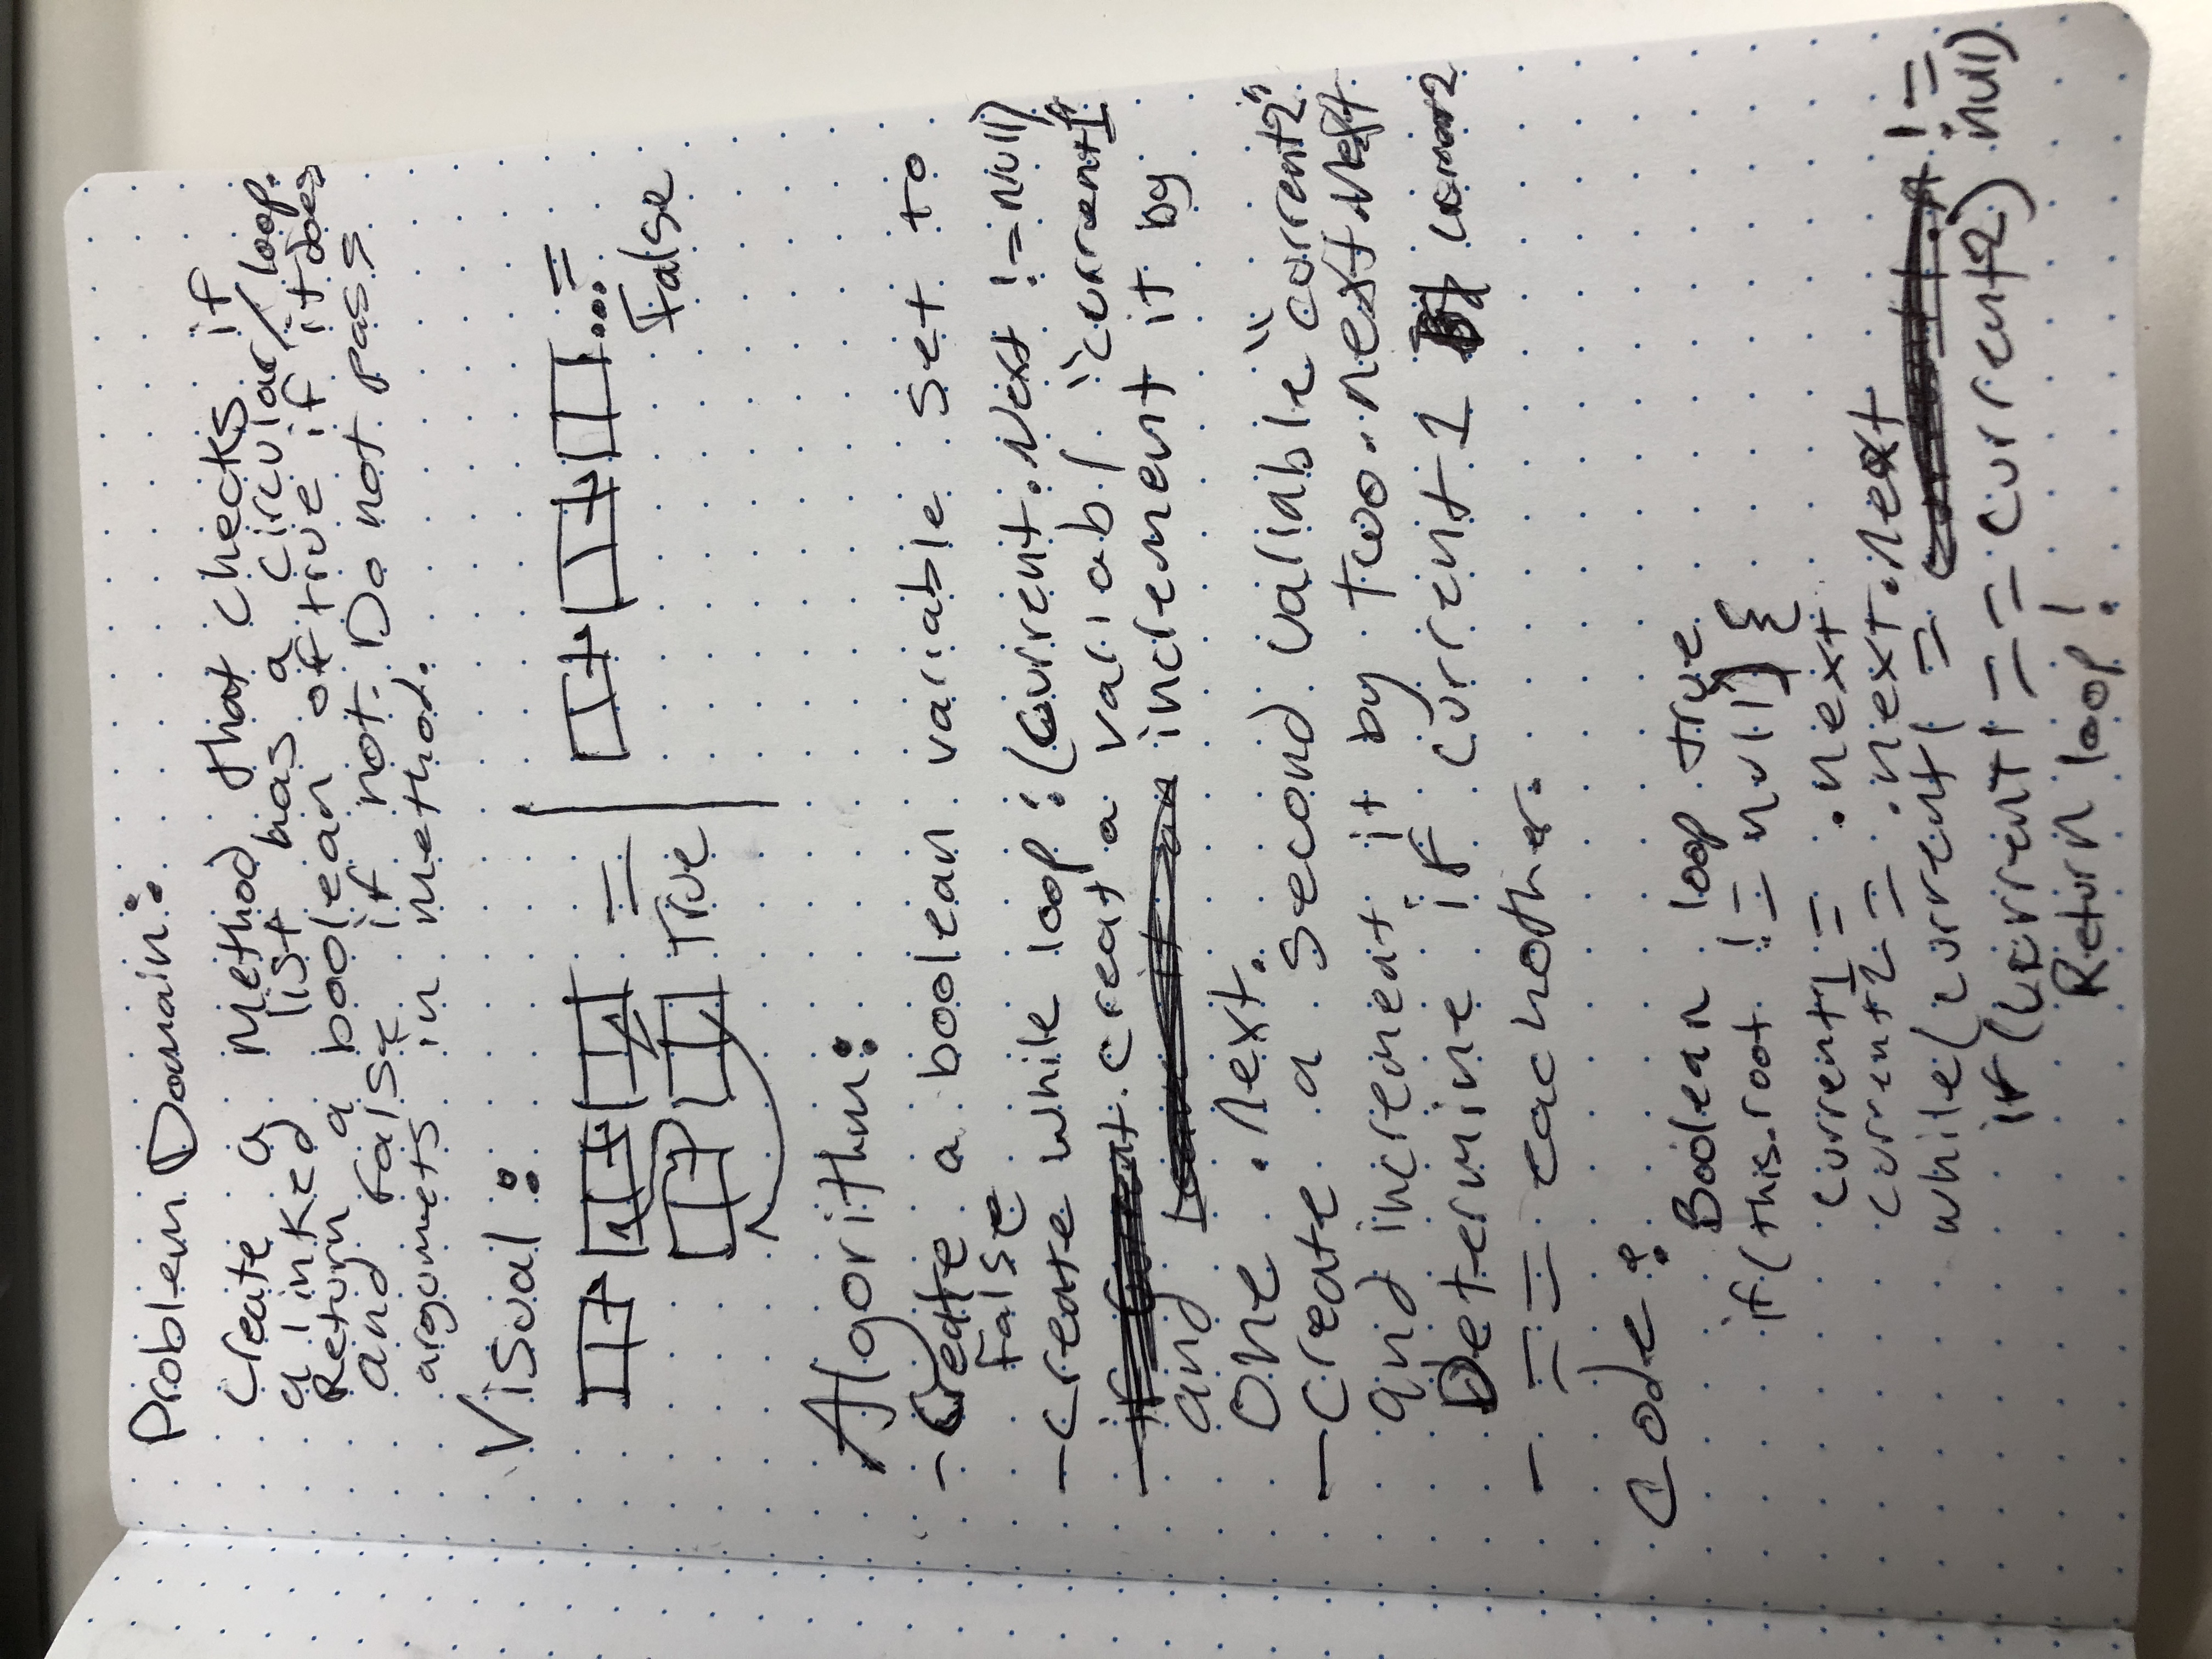 Problem Domain:
Create a Method that checks if
a linked list has a circular/loop.
Return a boolean of true if it does
and false if not. Do not pass
argumets in method.
Visual:
= True
...= False
Algorithm:
- Create a boolean variable set to
False
- Create while loop: (current.Next != null)
creat a variabl "current1"
and increment it by
one .next.
- Create a second variable "current2"
and increment it by two .next.Next
Determine if current1 current2
- == eachother.
Code:
Boolean loop true
if(this.root != null) {
current1 = .next
current2 = .next.next
while(current1 = != null)
if(current1 == current2)
Return loop!